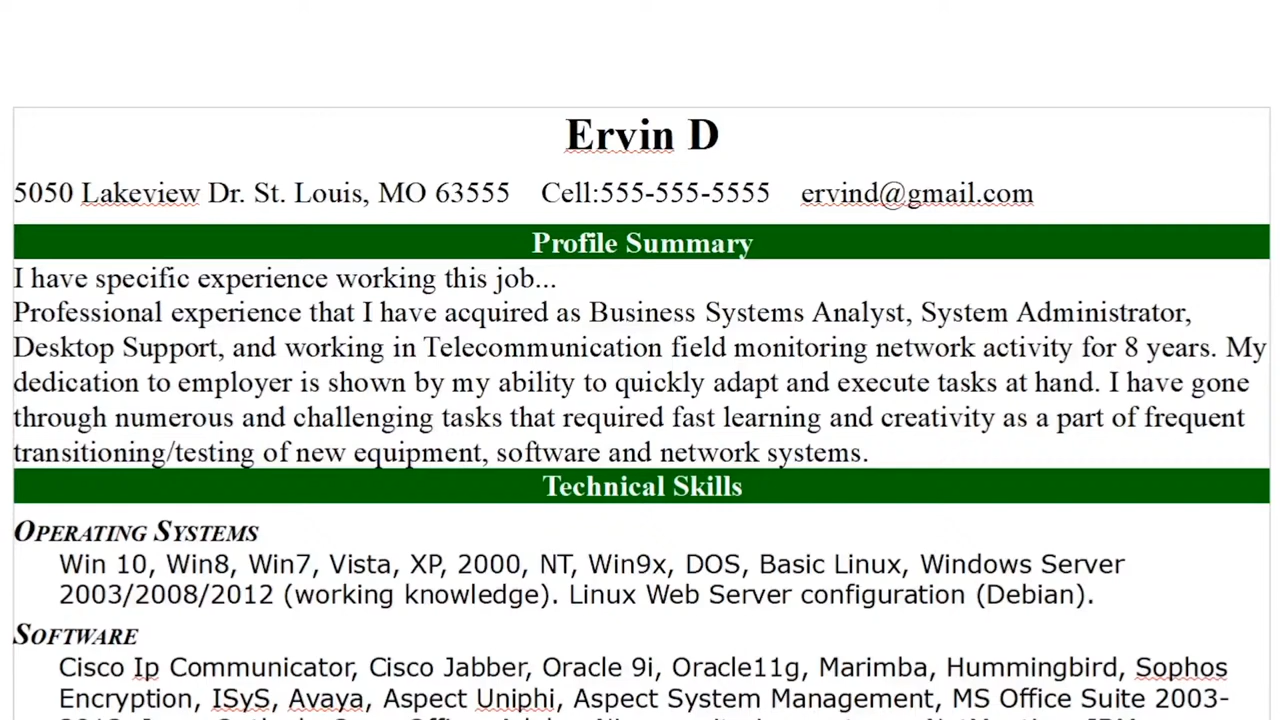 Ervin D
5050 Lakeview Dr. St. Louis, MO 63555 Cell:555-555-5555 ervind@gmail.com
Profile Summary
I have specific experience working this job...
Professional experience that I have acquired as Business Systems Analyst, System Administrator,
Desktop Support, and working in Telecommunication field monitoring network activity for 8 years. My
dedication to employer is shown by my ability to quickly adapt and execute tasks at hand. I have gone
through numerous and challenging tasks that required fast learning and creativity as a part of frequent
transitioning/testing of new equipment, software and network systems.
Technical Skills
OPERATING SYSTEMS
Win 10, Win8, Win7, Vista, XP, 2000, NT, Win9x, DOS, Basic Linux, Windows Server
2003/2008/2012 (working knowledge). Linux Web Server configuration (Debian).
SOFTWARE
Cisco Ip Communicator, Cisco Jabber, Oracle 9i, Oracle11g, Marimba, Hummingbird, Sophos
Encryption, ISyS, Avaya, Aspect Uniphi, Aspect System Management, MS Office Suite 2003-